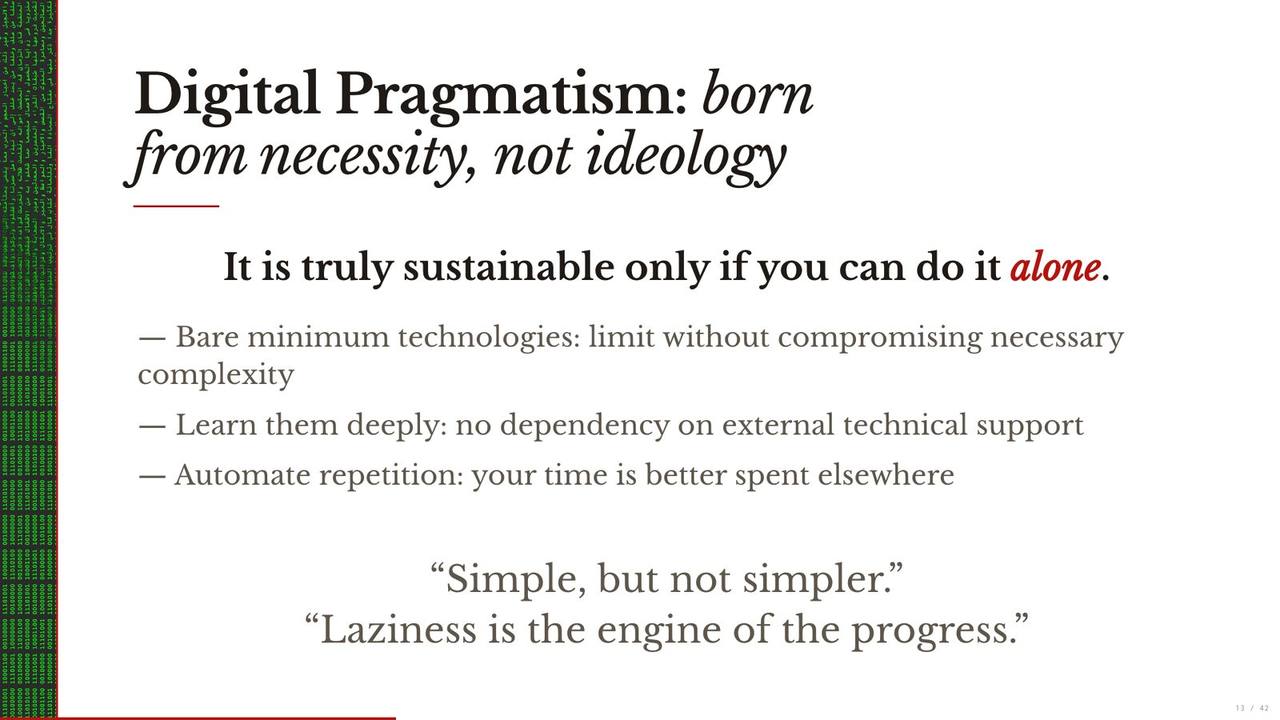 Digital Pragmatism: born
from necessity, not ideology
It is truly sustainable only if you can do it alone.
— Bare minimum technologies: limit without compromising necessary
complexity
— Learn them deeply: no dependency on external technical support
— Automate repetition: your time is better spent elsewhere
“Simple, but not simpler.”
“Laziness is the engine of the progress.”
13 / 42